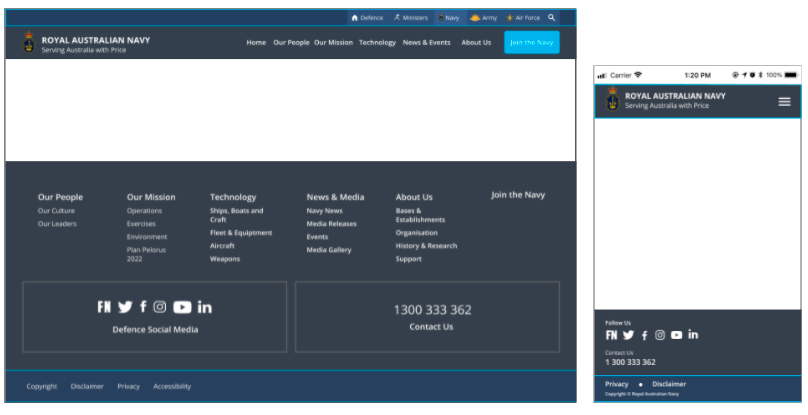 Defence Ministers Navy Army Air Force
ROYAL AUSTRALIAN NAVY
Serving Australia with Price
Home Our People Our Mission Technology News & Events About Us Join the Navy
Our People
Our Culture
Our Leaders
Our Mission
Operations
Exercises
Environment
Plan Pelorus
2022
Technology
Ships, Boats and
Craft
Fleet & Equiptment
Aircraft
Weapons
News & Media
Navy News
Media Releases
Events
Media Gallery
About Us
Bases &
Establishments
Organisation
History & Research
Support
Join the Navy
FN f in
Defence Social Media
1300 333 362
Contact Us
Copyright Disclaimer Privacy Accessibility
Carrier 1:20 PM 100%
ROYAL AUSTRALIAN NAVY
Serving Australia with Price
Follow Us
FN f in
Contact Us
1 300 333 362
Privacy • Disclaimer
Copyright © Royal Australian Navy